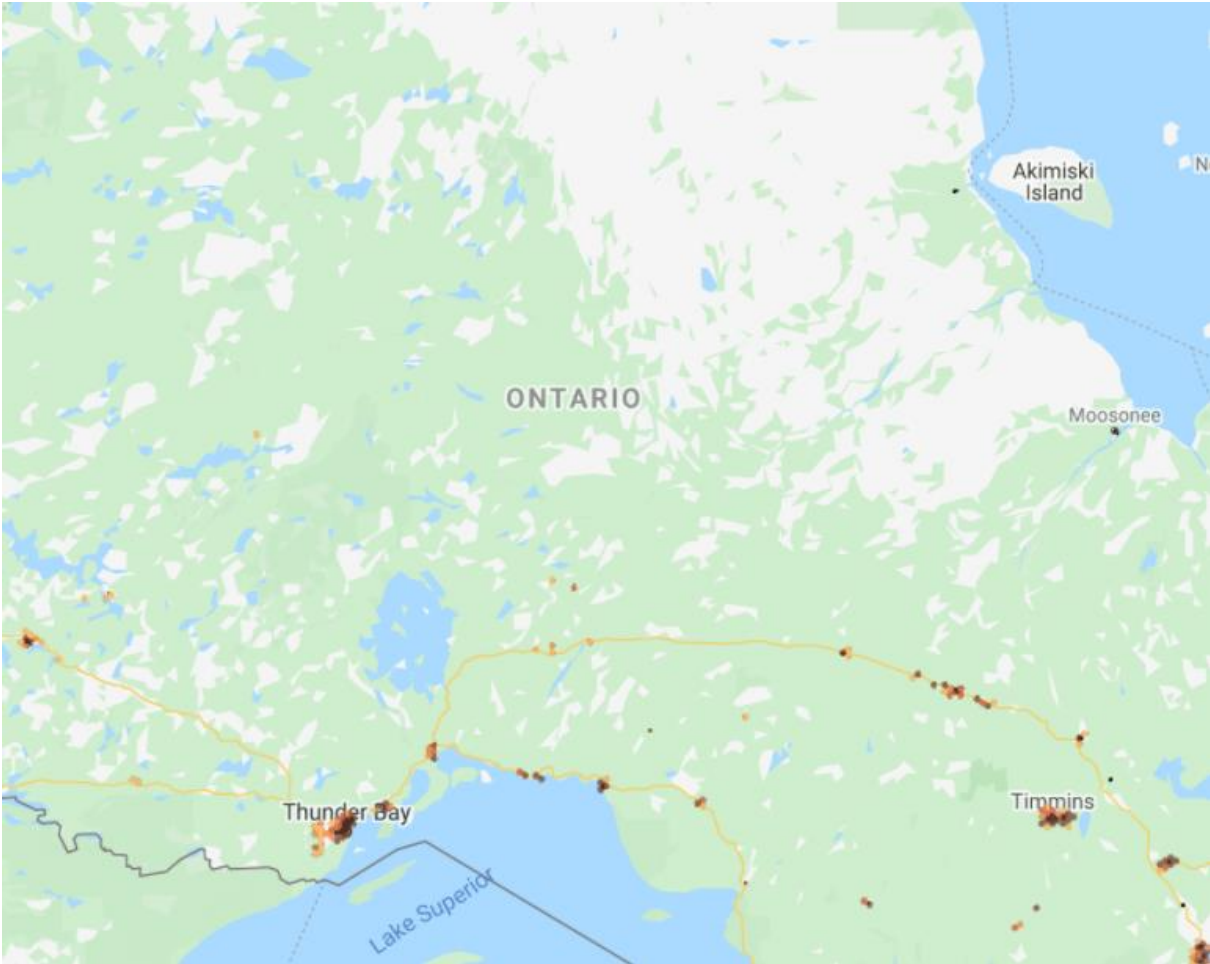 Akimiski
Island
N
ONTARIO
Moosonee
Timmins
Thunder Bay
Lake Superior